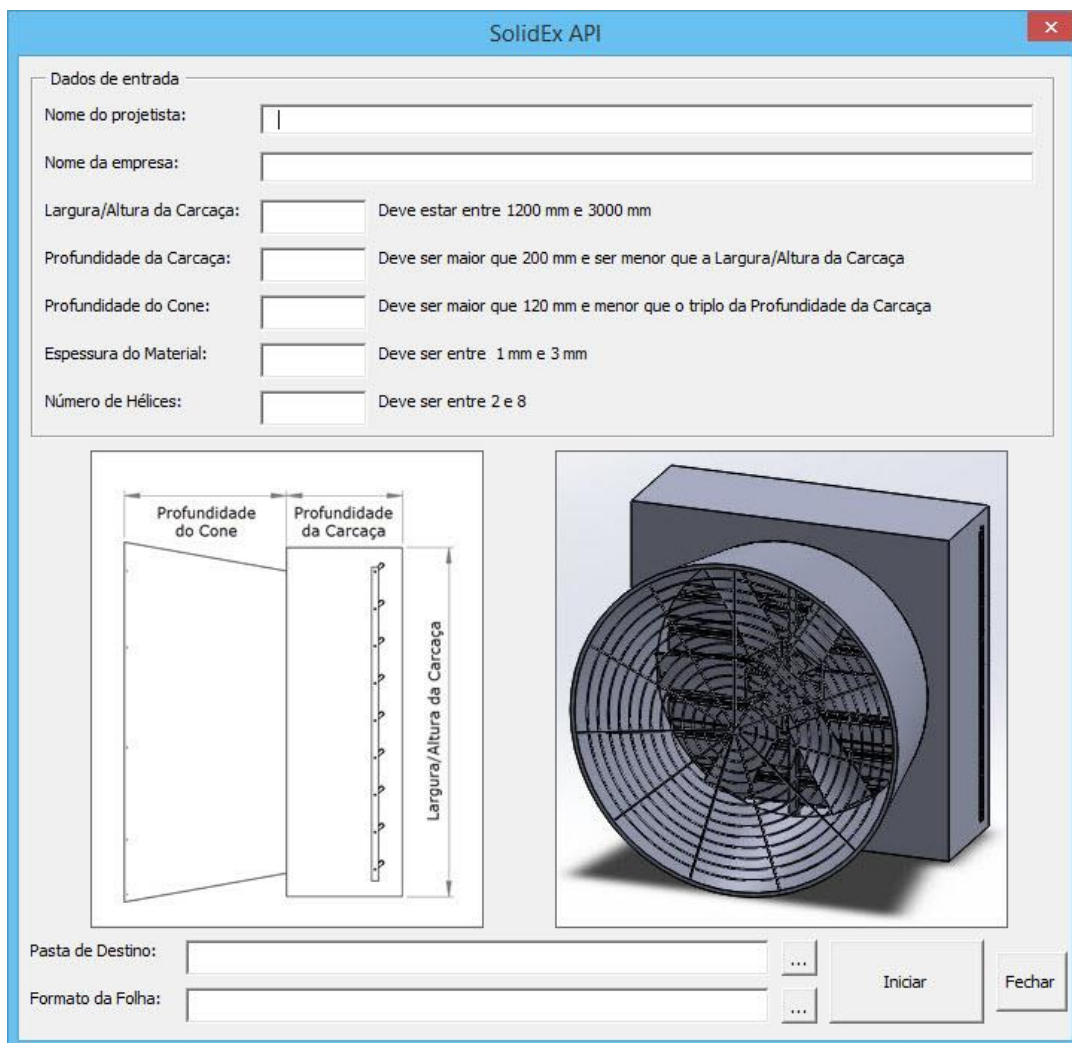 SolidEx API
Dados de entrada
Nome do projetista:
Nome da empresa:
Largura/Altura da Carcaça: Deve estar entre 1200 mm e 3000 mm
Profundidade da Carcaça: Deve ser maior que 200 mm e ser menor que a Largura/Altura da Carcaça
Profundidade do Cone: Deve ser maior que 120 mm e menor que o triplo da Profundidade da Carcaça
Espessura do Material: Deve ser entre 1 mm e 3 mm
Número de Hélices: Deve ser entre 2 e 8
Profundidade do Cone
Profundidade da Carcaça
Largura/Altura da Carcaça
Pasta de Destino: ...
Formato da Folha: ...
Iniciar
Fechar